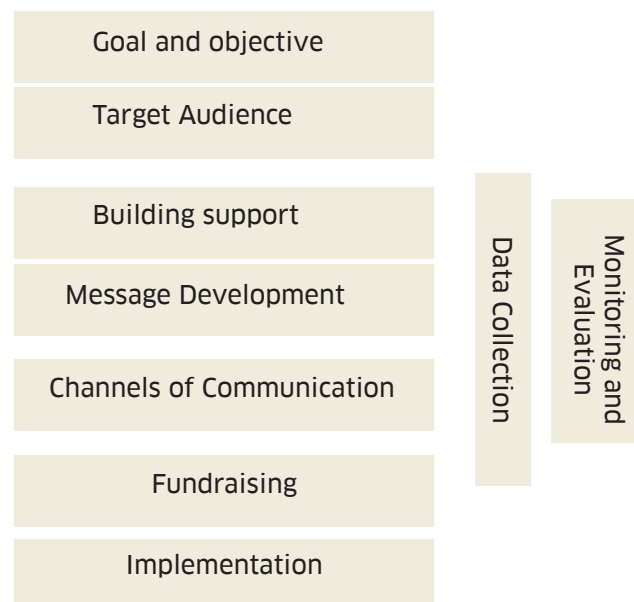 Goal and objective
Target Audience
Building support
Message Development
Channels of Communication
Fundraising
Implementation
Data Collection
Monitoring and
Evaluation